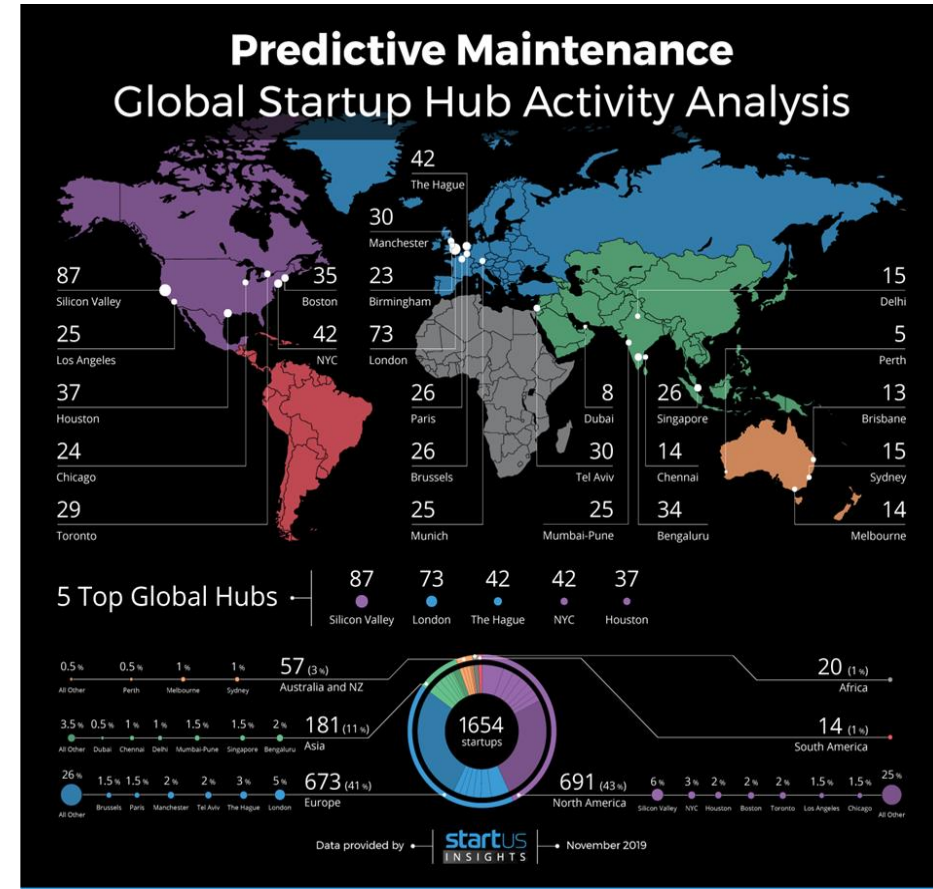 Predictive Maintenance
Global Startup Hub Activity Analysis
42
The Hague
30
Manchester
87
Silicon Valley
35
Boston
23
Birmingham
15
Delhi
25
Los Angeles
42
NYC
73
London
5
Perth
37
Houston
26
Paris
8
Dubai
26
Singapore
13
Brisbane
24
Chicago
26
Brussels
30
Tel Aviv
14
Chennai
15
Sydney
29
Toronto
25
Munich
25
Mumbai-Pune
34
Bengaluru
14
Melbourne
5 Top Global Hubs
87 73 42 42 37
Silicon Valley London The Hague NYC Houston
0.5% 0.5% 1% 1%
All Other Perth Melbourne Sydney
57 (3%)
Australia and NZ
20 (1%)
Africa
3.5% 0.5% 1% 1% 1.5% 1.5% 2%
All Other Dubai Chennai Delhi Mumbai-Pune Singapore Bengaluru
181 (11%)
Asia
1654
startups
14 (1%)
South America
26% 1.5% 1.5% 2% 2% 3% 5%
All Other Brussels Paris Manchester Tel Aviv The Hague London
673 (41%)
Europe
691 (43%)
North America
6% 3% 2% 2% 2% 1.5% 1.5% 25%
Silicon Valley NYC Houston Boston Toronto Los Angeles Chicago All Other
Data provided by
startus
INSIGHTS
November 2019